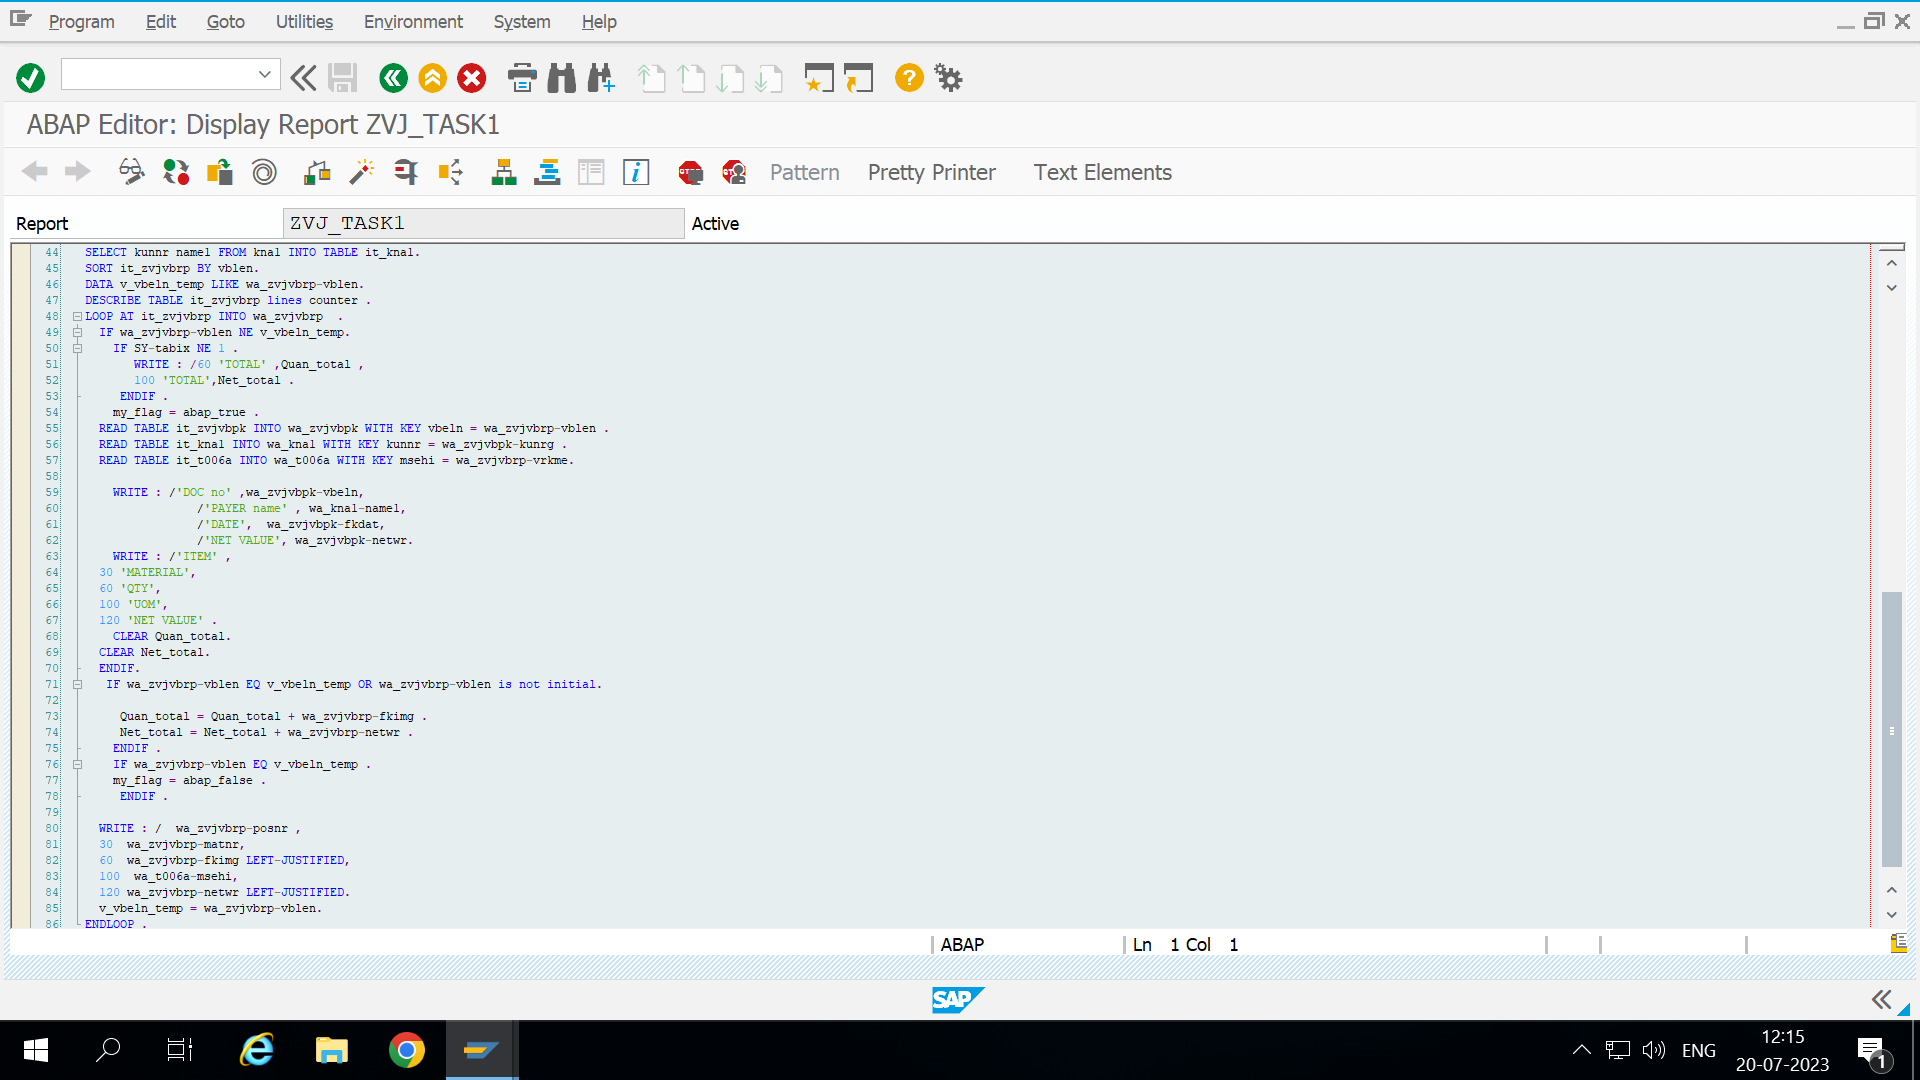 Program Edit Goto Utilities Environment System Help
ABAP Editor: Display Report ZVJ_TASK1
Pattern Pretty Printer Text Elements
Report ZVJ_TASK1 Active
44 SELECT kunnr name1 FROM kna1 INTO TABLE it_kna1.
45 SORT it_zvjvbrp BY vblen.
46 DATA v_vbeln_temp LIKE wa_zvjvbrp-vblen.
47 DESCRIBE TABLE it_zvjvbrp lines counter .
48 LOOP AT it_zvjvbrp INTO wa_zvjvbrp .
49 IF wa_zvjvbrp-vblen NE v_vbeln_temp.
50 IF SY-tabix NE 1 .
51 WRITE : /60 'TOTAL' ,Quan_total ,
52 100 'TOTAL',Net_total .
53 ENDIF .
54 my_flag = abap_true .
55 READ TABLE it_zvjvbpk INTO wa_zvjvbpk WITH KEY vbeln = wa_zvjvbrp-vblen .
56 READ TABLE it_kna1 INTO wa_kna1 WITH KEY kunnr = wa_zvjvbpk-kunrg .
57 READ TABLE it_t006a INTO wa_t006a WITH KEY msehi = wa_zvjvbrp-vrkme.
58
59 WRITE : /'DOC no' ,wa_zvjvbpk-vbeln,
60 /'PAYER name' , wa_kna1-name1,
61 /'DATE', wa_zvjvbpk-fkdat,
62 /'NET VALUE', wa_zvjvbpk-netwr.
63 WRITE : /'ITEM' ,
64 30 'MATERIAL',
65 60 'QTY',
66 100 'UOM',
67 120 'NET VALUE' .
68 CLEAR Quan_total.
69 CLEAR Net_total.
70 ENDIF.
71 IF wa_zvjvbrp-vblen EQ v_vbeln_temp OR wa_zvjvbrp-vblen is not initial.
72
73 Quan_total = Quan_total + wa_zvjvbrp-fkimg .
74 Net_total = Net_total + wa_zvjvbrp-netwr .
75 ENDIF .
76 IF wa_zvjvbrp-vblen EQ v_vbeln_temp .
77 my_flag = abap_false .
78 ENDIF .
79
80 WRITE : / wa_zvjvbrp-posnr ,
81 30 wa_zvjvbrp-matnr,
82 60 wa_zvjvbrp-fkimg LEFT-JUSTIFIED,
83 100 wa_t006a-msehi,
84 120 wa_zvjvbrp-netwr LEFT-JUSTIFIED.
85 v_vbeln_temp = wa_zvjvbrp-vblen.
86 ENDLOOP .
ABAP Ln 1 Col 1
SAP
ENG 12:15
20-07-2023
1